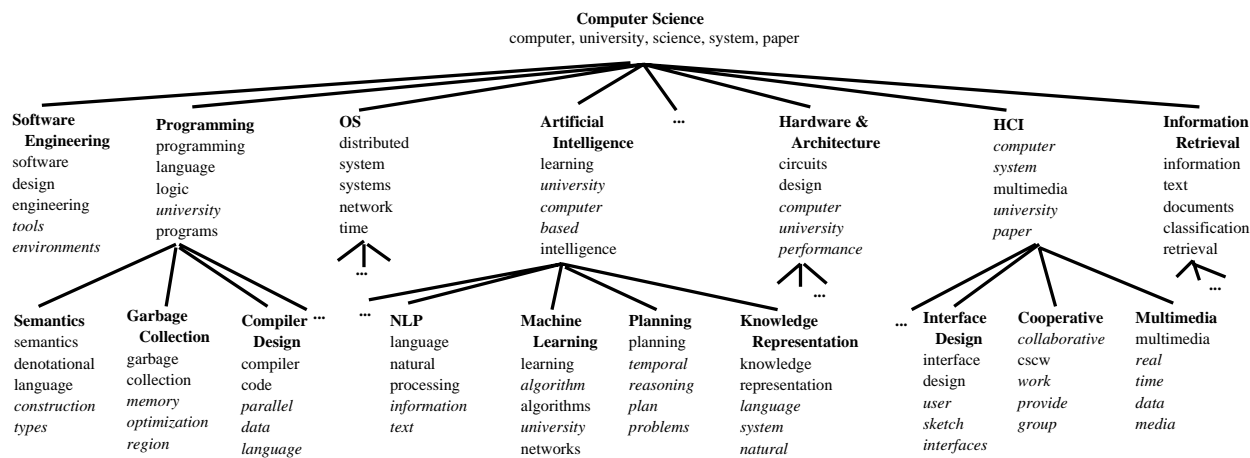 Computer Science
computer, university, science, system, paper
...
Software
Engineering
software
design
engineering
tools
environments
Programming
programming
language
logic
university
programs
OS
distributed
system
systems
network
time
...
Artificial
Intelligence
learning
university
computer
based
intelligence
Hardware &
Architecture
circuits
design
computer
university
performance
...
HCI
computer
system
multimedia
university
paper
Information
Retrieval
information
text
documents
classification
retrieval
...
Semantics
semantics
denotational
language
construction
types
Garbage
Collection
garbage
collection
memory
optimization
region
Compiler
Design
compiler
code
parallel
data
language
...
...
NLP
language
natural
processing
information
text
Machine
Learning
learning
algorithm
algorithms
university
networks
Planning
planning
temporal
reasoning
plan
problems
Knowledge
Representation
knowledge
representation
language
system
natural
...
Interface
Design
interface
design
user
sketch
interfaces
Cooperative
collaborative
cscw
work
provide
group
Multimedia
multimedia
real
time
data
media